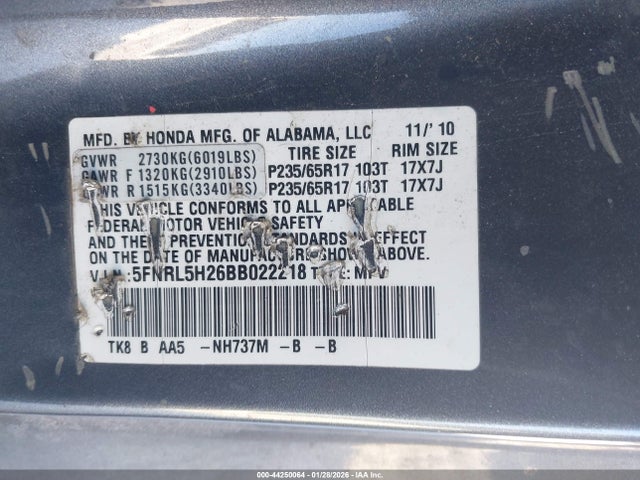 MFD. BY HONDA MFG. OF ALABAMA, LLC 11/'10
GVWR 2730KG(6019LBS) TIRE SIZE RIM SIZE
GAWR F 1320KG(2910LBS) P235/65R17 103T 17X7J
GAWR R 1515KG(3340LBS) P235/65R17 103T 17X7J
THIS VEHICLE CONFORMS TO ALL APPLICABLE
FEDERAL MOTOR VEHICLE SAFETY
AND THEFT PREVENTION STANDARDS IN EFFECT
ON THE DATE OF MANUFACTURE SHOWN ABOVE.
V.I.N.:5FNRL5H26BB022218 TYPE: MPV
TK8 B AA5 -NH737M -B -B
000-44250064 - 01/28/2026 - IAA Inc.